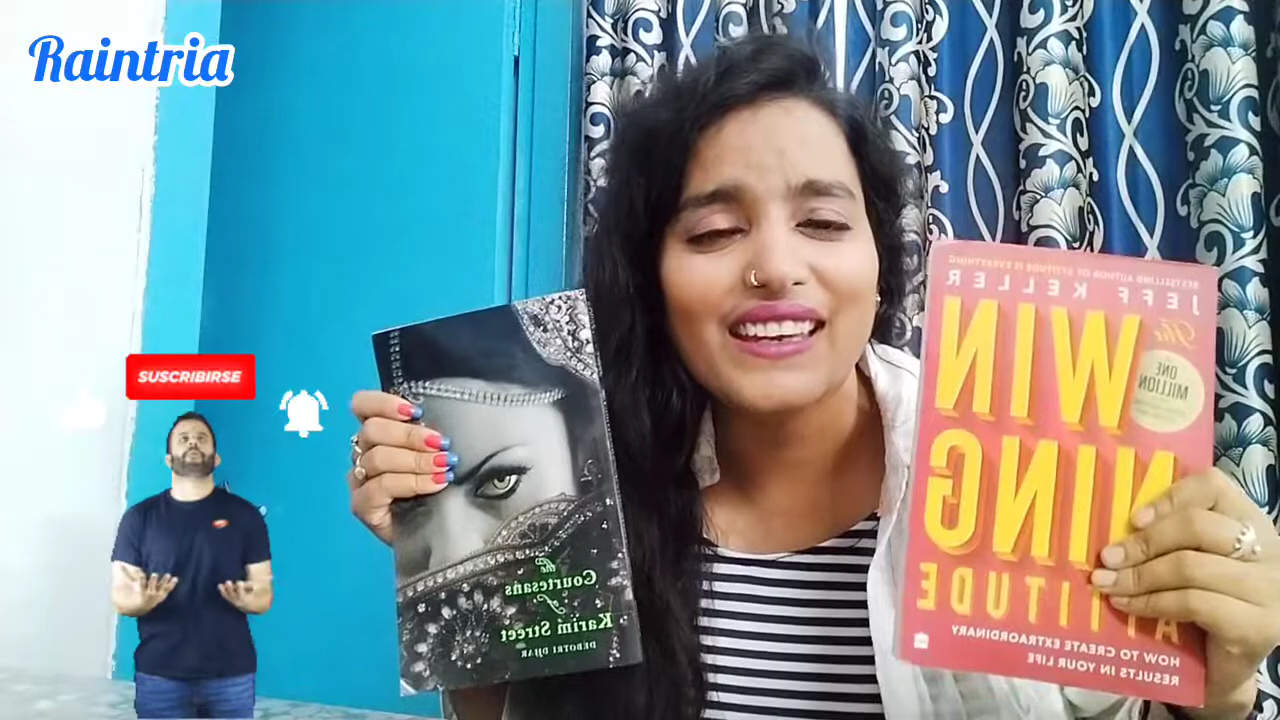 Raintria
SUSCRIBIRSE
the
Courtesans
of
Karim Street
DEBOTRI DHAR
BESTSELLING AUTHOR OF ATTITUDE IS EVERYTHING
JEFF KELLER
The
WIN
NING
ATTITUDE
ONE
MILLION
HOW TO CREATE EXTRAORDINARY
RESULTS IN YOUR LIFE